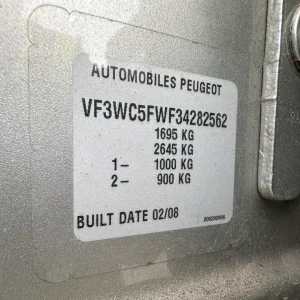 AUTOMOBILES PEUGEOT
VF3WC5FWF34282562
1695 KG
2645 KG
1- 1000 KG
2- 900 KG
BUILT DATE 02/08